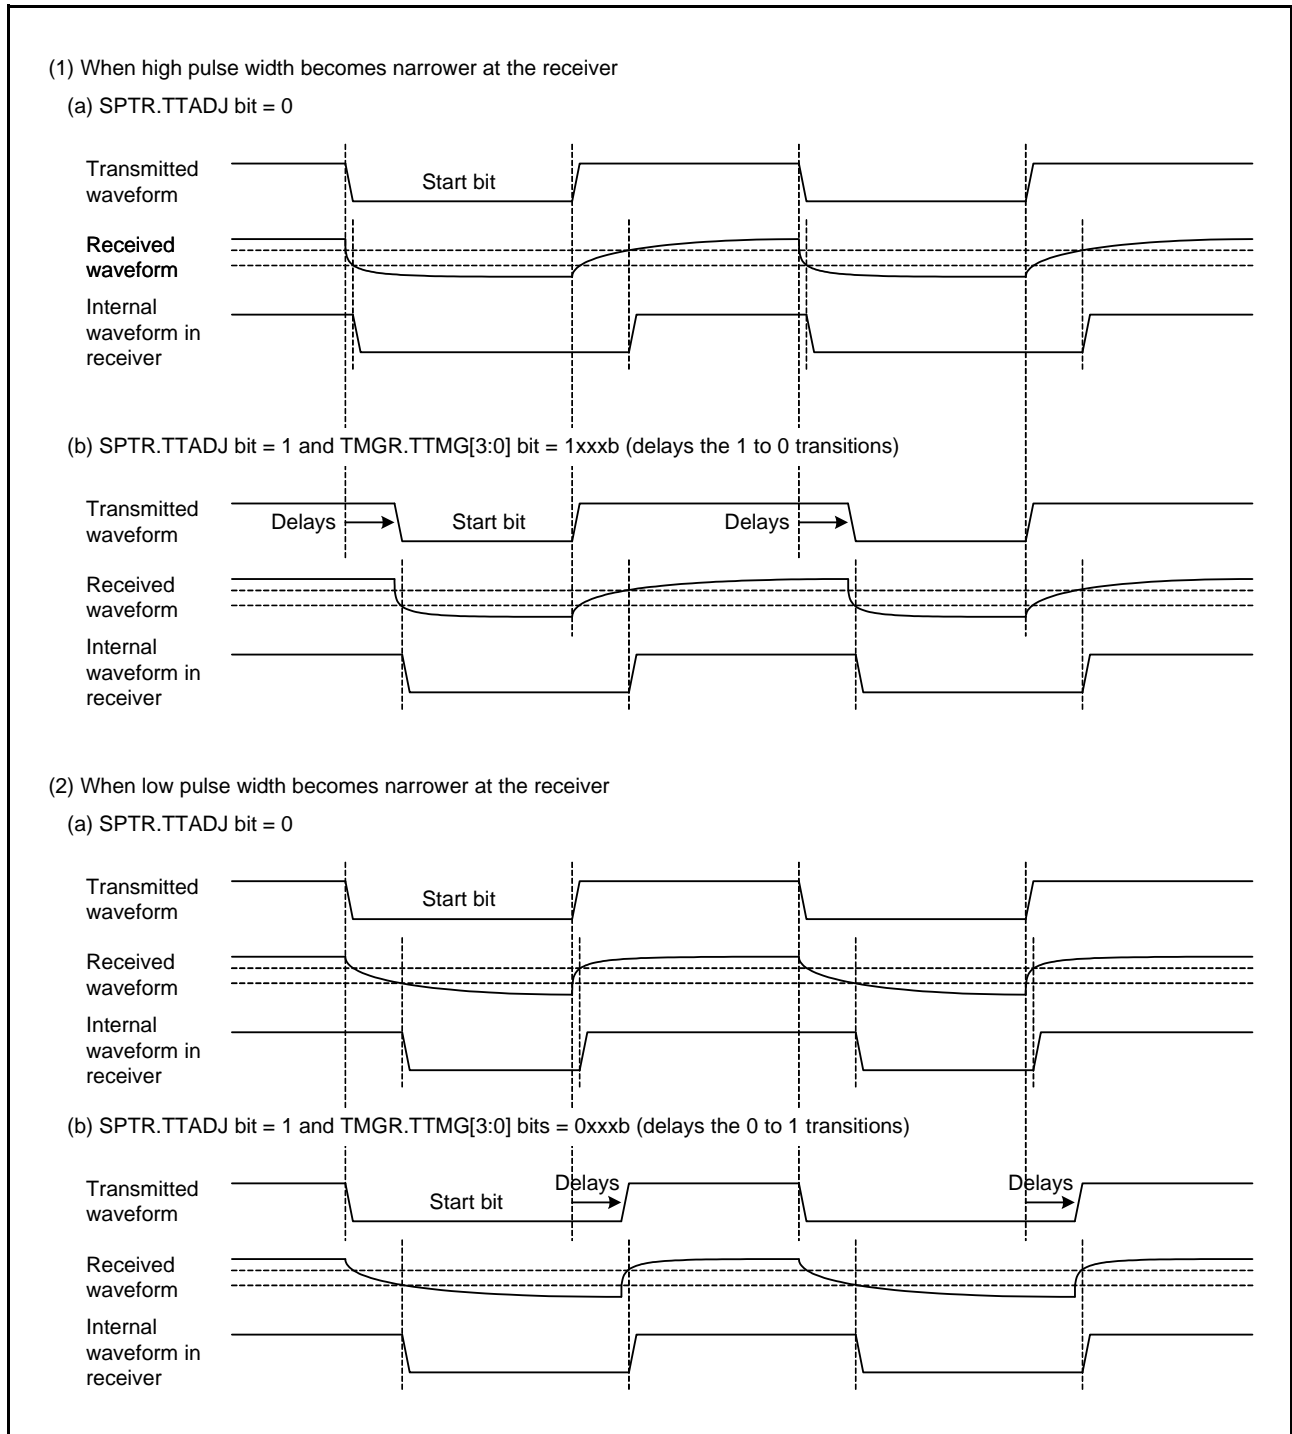 (1) When high pulse width becomes narrower at the receiver
(a) SPTR.TTADJ bit = 0
Transmitted
waveform
Start bit
Received
waveform
Internal
waveform in
receiver
(b) SPTR.TTADJ bit = 1 and TMGR.TTMG[3:0] bit = 1xxxb (delays the 1 to 0 transitions)
Transmitted
waveform
Delays
Start bit
Delays
Received
waveform
Internal
waveform in
receiver
(2) When low pulse width becomes narrower at the receiver
(a) SPTR.TTADJ bit = 0
Transmitted
waveform
Start bit
Received
waveform
Internal
waveform in
receiver
(b) SPTR.TTADJ bit = 1 and TMGR.TTMG[3:0] bits = 0xxxb (delays the 0 to 1 transitions)
Transmitted
waveform
Start bit
Delays
Delays
Received
waveform
Internal
waveform in
receiver